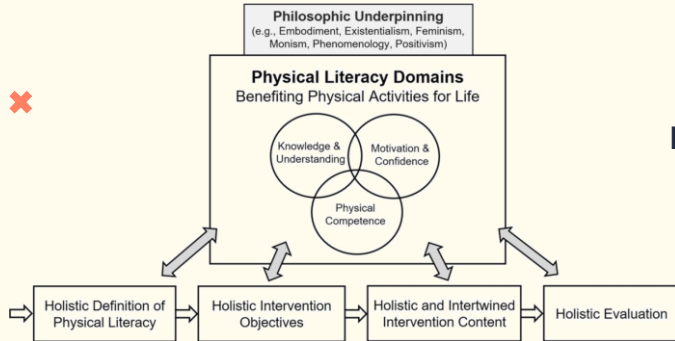 Philosophic Underpinning
(e.g., Embodiment, Existentialism, Feminism,
Monism, Phenomenology, Positivism)
Physical Literacy Domains
Benefiting Physical Activities for Life
Knowledge &
Understanding
Motivation &
Confidence
Physical
Competence
Holistic Definition of
Physical Literacy
Holistic Intervention
Objectives
Holistic and Intertwined
Intervention Content
Holistic Evaluation